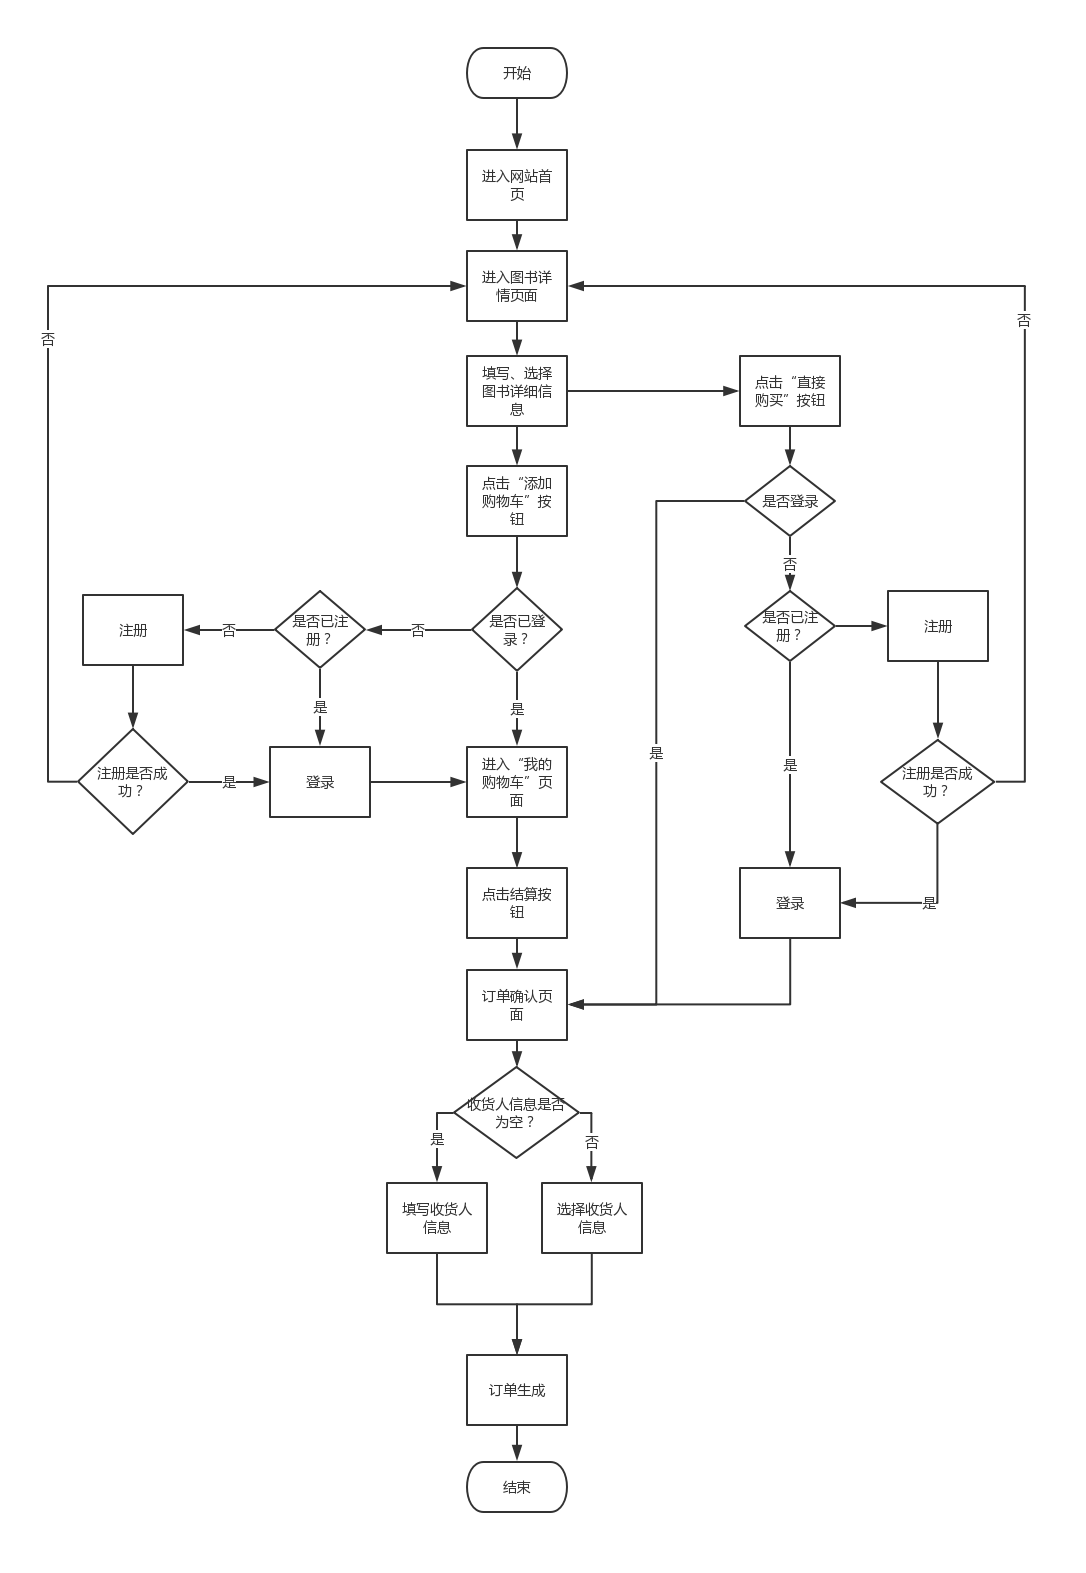 开始
进入网站首
页
进入图书详
情页面
否
否
填写、选择
图书详细信
息
点击“直接
购买”按钮
点击“添加
购物车”按
钮
是否登录
否
注册
否
是否已注
册？
否
是否已登
录？
是否已注
册？
注册
是
是
是
是
注册是否成
功？
是
登录
进入“我的
购物车”页
面
注册是否成
功？
点击结算按
钮
登录
是
订单确认页
面
收货人信息是否
为空？
是
否
填写收货人
信息
选择收货人
信息
订单生成
结束